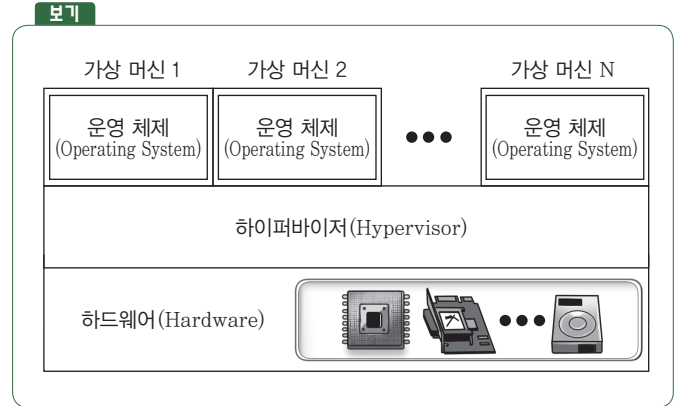 보기
가상 머신 1 가상 머신 2 가상 머신 N
운영 체제 운영 체제 운영 체제
(Operating System) (Operating System) (Operating System)
하이퍼바이저(Hypervisor)
하드웨어(Hardware)